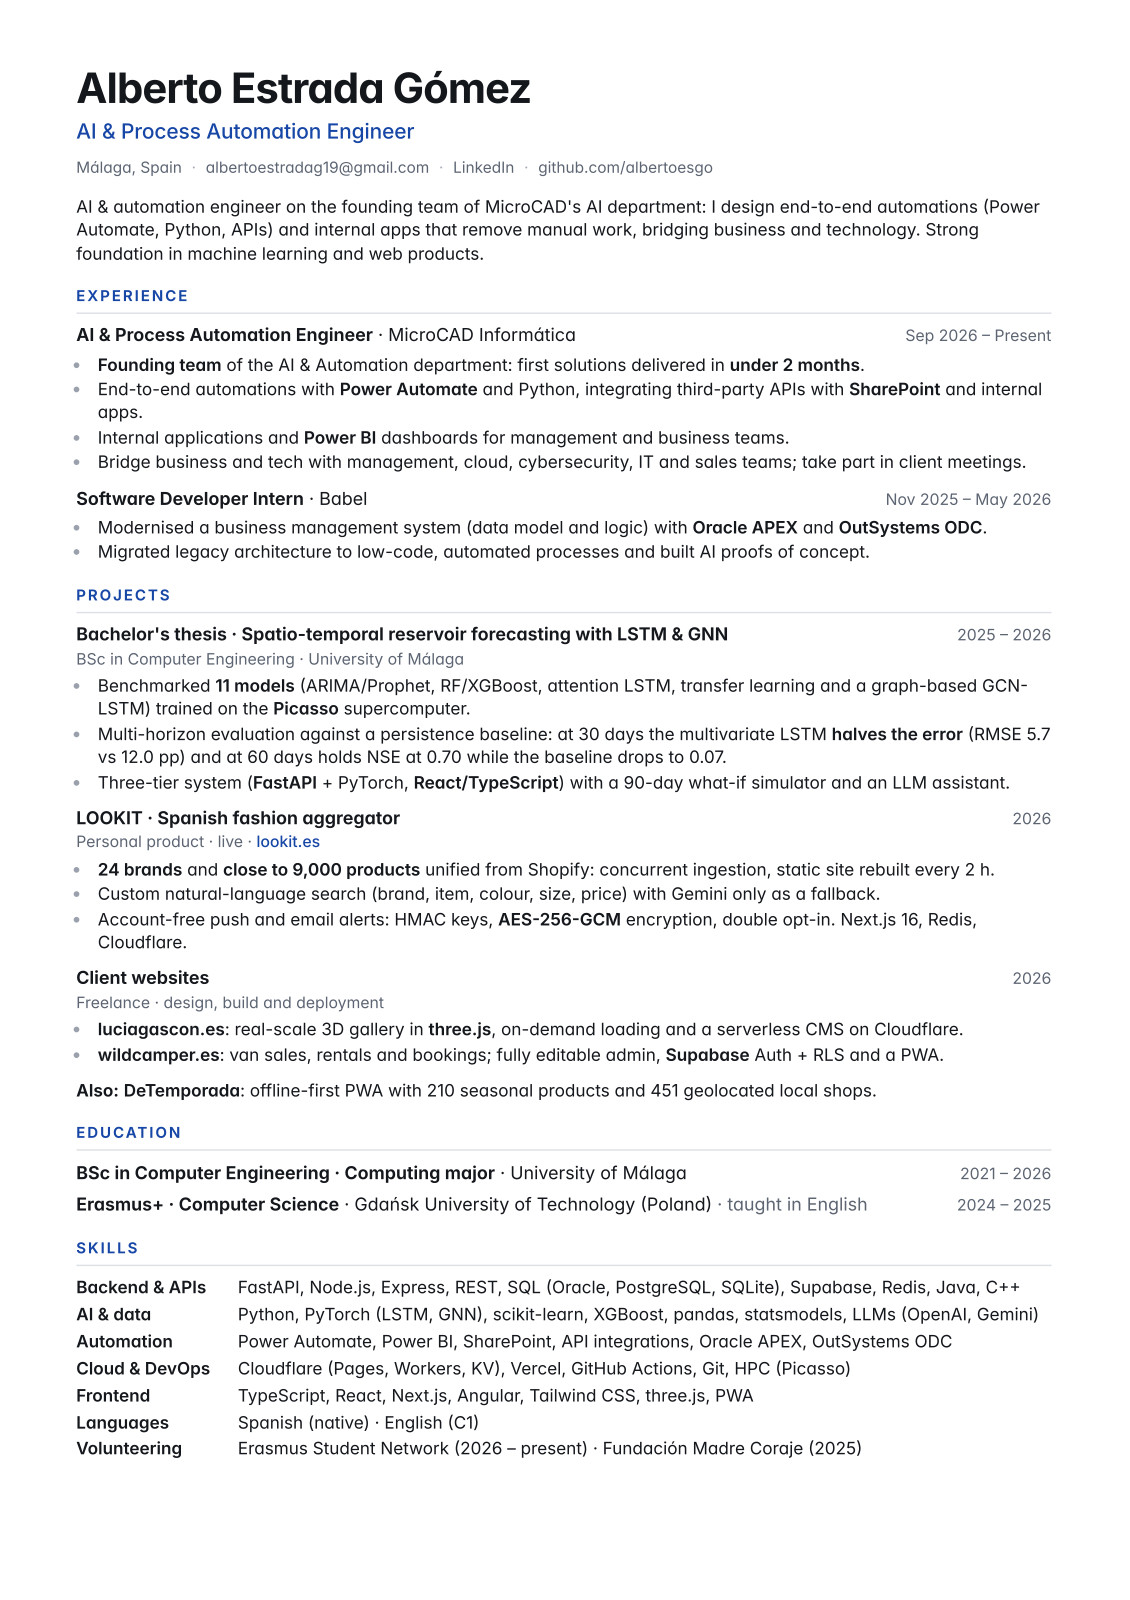 Alberto Estrada Gómez
AI & Process Automation Engineer
Málaga, Spain · albertoestradag19@gmail.com · LinkedIn · github.com/albertoesgo
AI & automation engineer on the founding team of MicroCAD's AI department: I design end-to-end automations (Power
Automate, Python, APIs) and internal apps that remove manual work, bridging business and technology. Strong
foundation in machine learning and web products.
EXPERIENCE
AI & Process Automation Engineer · MicroCAD Informática Sep 2026 – Present
• Founding team of the AI & Automation department: first solutions delivered in under 2 months.
• End-to-end automations with Power Automate and Python, integrating third-party APIs with SharePoint and internal
apps.
• Internal applications and Power BI dashboards for management and business teams.
• Bridge business and tech with management, cloud, cybersecurity, IT and sales teams; take part in client meetings.
Software Developer Intern · Babel Nov 2025 – May 2026
• Modernised a business management system (data model and logic) with Oracle APEX and OutSystems ODC.
• Migrated legacy architecture to low-code, automated processes and built AI proofs of concept.
PROJECTS
Bachelor's thesis · Spatio-temporal reservoir forecasting with LSTM & GNN 2025 – 2026
BSc in Computer Engineering · University of Málaga
• Benchmarked 11 models (ARIMA/Prophet, RF/XGBoost, attention LSTM, transfer learning and a graph-based GCN-
LSTM) trained on the Picasso supercomputer.
• Multi-horizon evaluation against a persistence baseline: at 30 days the multivariate LSTM halves the error (RMSE 5.7
vs 12.0 pp) and at 60 days holds NSE at 0.70 while the baseline drops to 0.07.
• Three-tier system (FastAPI + PyTorch, React/TypeScript) with a 90-day what-if simulator and an LLM assistant.
LOOKIT · Spanish fashion aggregator 2026
Personal product · live · lookit.es
• 24 brands and close to 9,000 products unified from Shopify: concurrent ingestion, static site rebuilt every 2 h.
• Custom natural-language search (brand, item, colour, size, price) with Gemini only as a fallback.
• Account-free push and email alerts: HMAC keys, AES-256-GCM encryption, double opt-in. Next.js 16, Redis,
Cloudflare.
Client websites 2026
Freelance · design, build and deployment
• luciagascon.es: real-scale 3D gallery in three.js, on-demand loading and a serverless CMS on Cloudflare.
• wildcamper.es: van sales, rentals and bookings; fully editable admin, Supabase Auth + RLS and a PWA.
Also: DeTemporada: offline-first PWA with 210 seasonal products and 451 geolocated local shops.
EDUCATION
BSc in Computer Engineering · Computing major · University of Málaga 2021 – 2026
Erasmus+ · Computer Science · Gdańsk University of Technology (Poland) · taught in English 2024 – 2025
SKILLS
Backend & APIs FastAPI, Node.js, Express, REST, SQL (Oracle, PostgreSQL, SQLite), Supabase, Redis, Java, C++
AI & data Python, PyTorch (LSTM, GNN), scikit-learn, XGBoost, pandas, statsmodels, LLMs (OpenAI, Gemini)
Automation Power Automate, Power BI, SharePoint, API integrations, Oracle APEX, OutSystems ODC
Cloud & DevOps Cloudflare (Pages, Workers, KV), Vercel, GitHub Actions, Git, HPC (Picasso)
Frontend TypeScript, React, Next.js, Angular, Tailwind CSS, three.js, PWA
Languages Spanish (native) · English (C1)
Volunteering Erasmus Student Network (2026 – present) · Fundación Madre Coraje (2025)